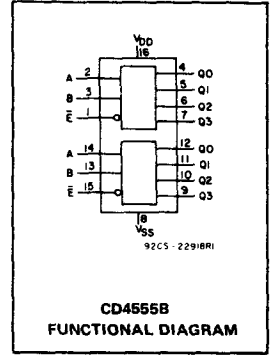 VDD
16
A 2 4 Q0
5 Q1
B 3 6 Q2
E̅ 1 7 Q3
A 14 12 Q0
11 Q1
B 13 10 Q2
E̅ 15 9 Q3
8
VSS
92CS-22918R1
CD4555B
FUNCTIONAL DIAGRAM